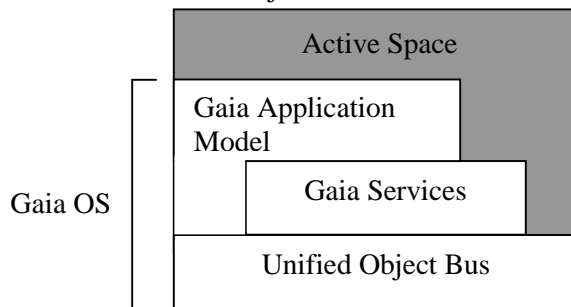 Active Space
Gaia Application
Model
Gaia Services
Gaia OS
Unified Object Bus